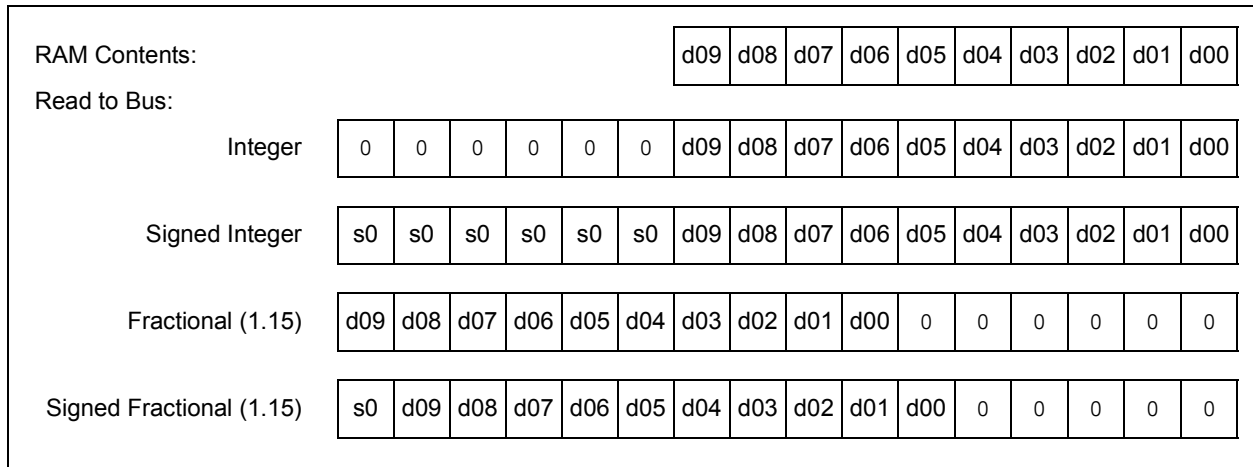 RAM Contents: d09 d08 d07 d06 d05 d04 d03 d02 d01 d00
Read to Bus:
Integer 0 0 0 0 0 0 d09 d08 d07 d06 d05 d04 d03 d02 d01 d00
Signed Integer s0 s0 s0 s0 s0 s0 d09 d08 d07 d06 d05 d04 d03 d02 d01 d00
Fractional (1.15) d09 d08 d07 d06 d05 d04 d03 d02 d01 d00 0 0 0 0 0 0
Signed Fractional (1.15) s0 d09 d08 d07 d06 d05 d04 d03 d02 d01 d00 0 0 0 0 0